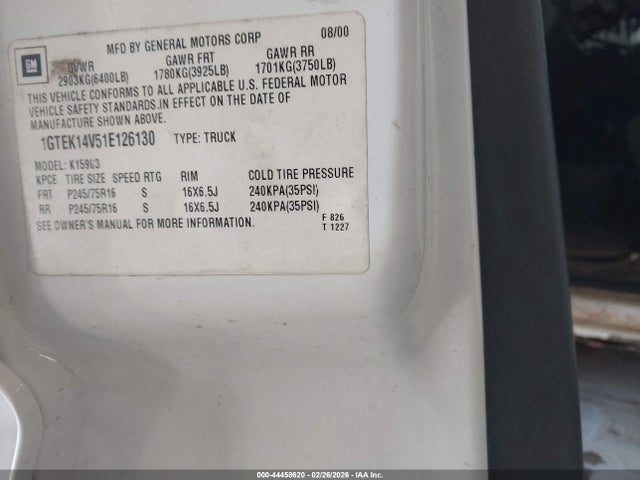 MFD BY GENERAL MOTORS CORP 08/00
GM GVWR GAWR FRT GAWR RR
2903KG(6400LB) 1780KG(3925LB) 1701KG(3750LB)
THIS VEHICLE CONFORMS TO ALL APPLICABLE U.S. FEDERAL MOTOR
VEHICLE SAFETY STANDARDS IN EFFECT ON THE DATE OF
MANUFACTURE SHOWN ABOVE.
1GTEK14V51E126130 TYPE: TRUCK
MODEL: K15903
KPCE TIRE SIZE SPEED RTG RIM COLD TIRE PRESSURE
FRT P245/75R16 S 16X6.5J 240KPA(35PSI)
RR P245/75R16 S 16X6.5J 240KPA(35PSI)
SEE OWNER'S MANUAL FOR MORE INFORMATION.
F 826
T 1227
000-44458620 - 02/26/2026 - IAA Inc.